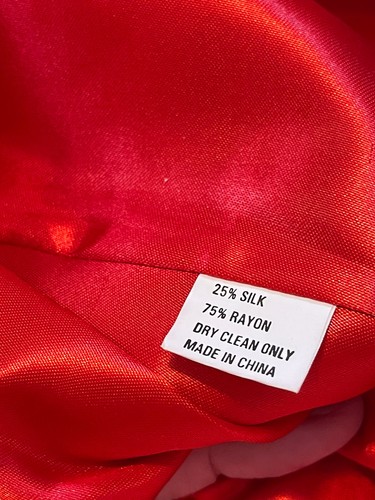 25% SILK
75% RAYON
DRY CLEAN ONLY
MADE IN CHINA